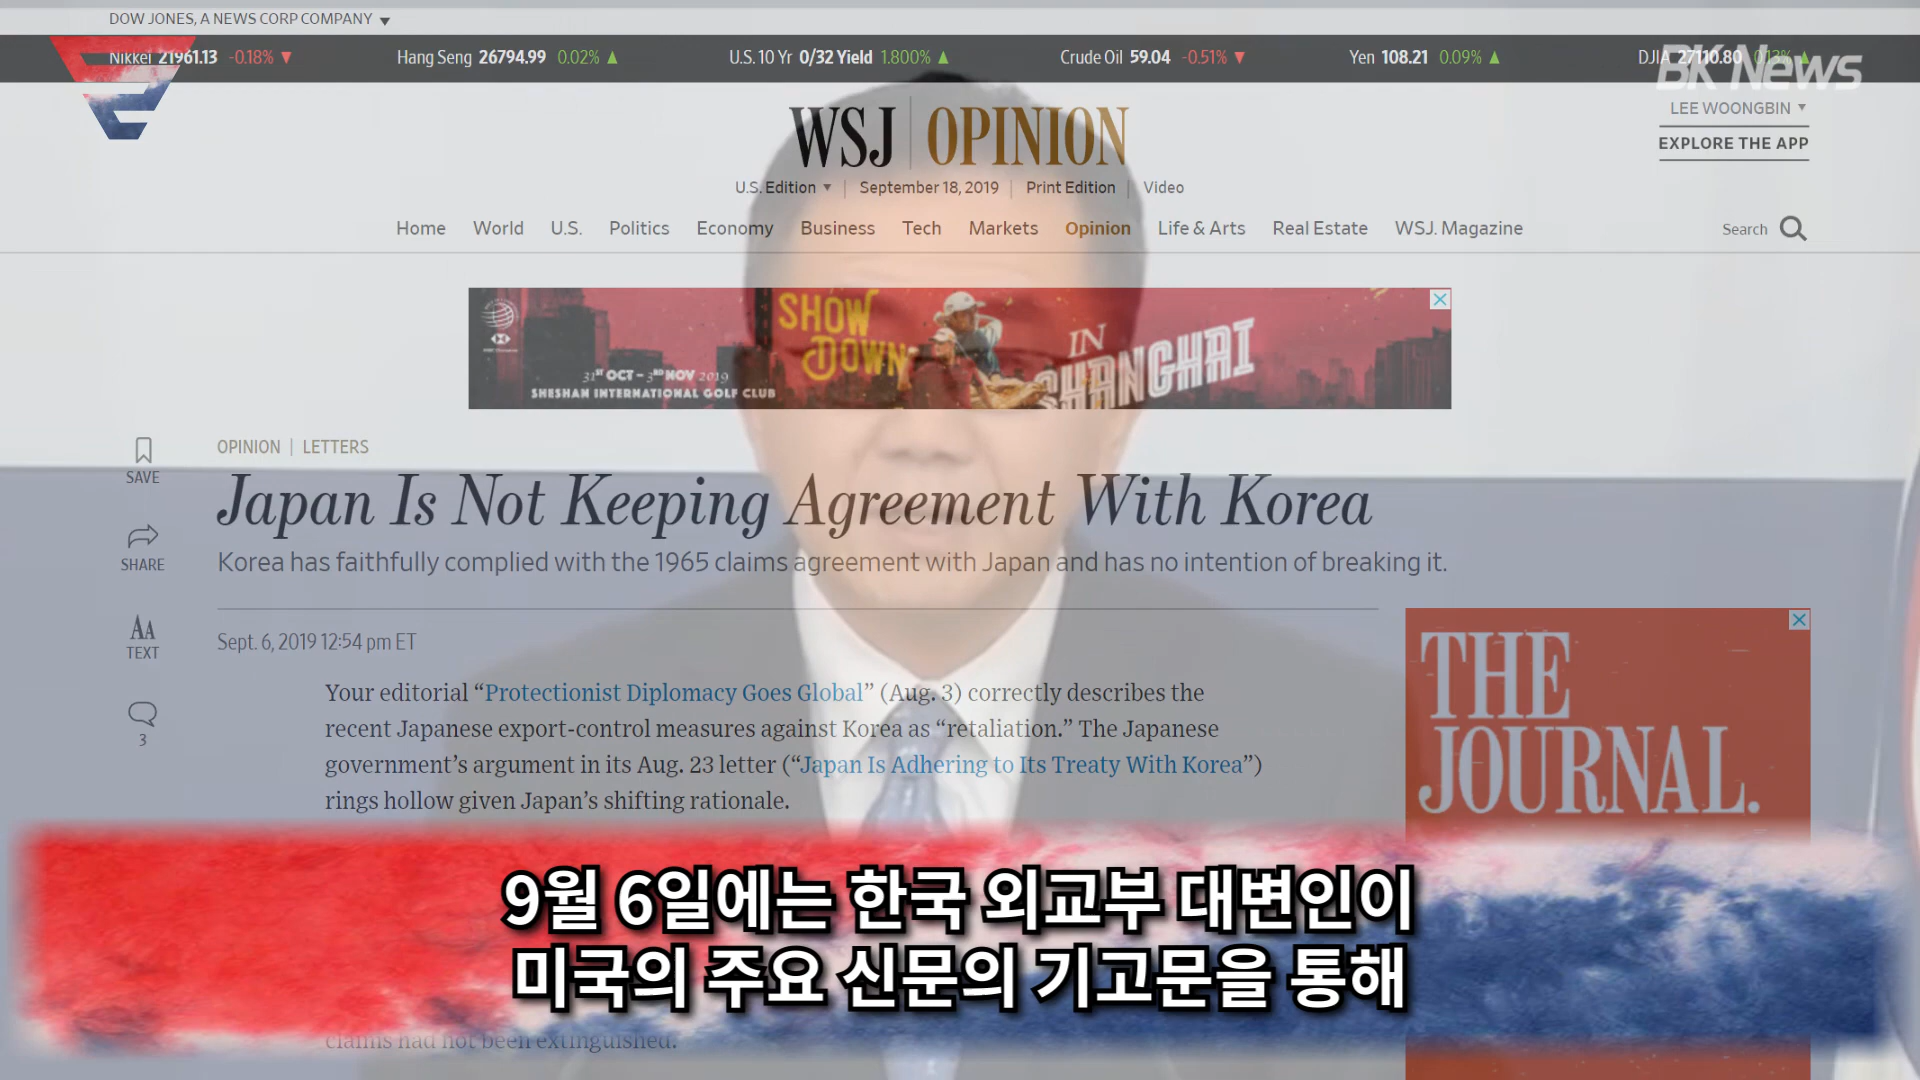 DOW JONES, A NEWS CORP COMPANY
Nikkei 21961.13 -0.18% Hang Seng 26794.99 0.02% U.S. 10 Yr 0/32 Yield 1.800% Crude Oil 59.04 -0.51% Yen 108.21 0.09% DJIA 27110.80 0.13%
BK News
LEE WOONGBIN
EXPLORE THE APP
WSJ OPINION
U.S. Edition September 18, 2019 Print Edition Video
Home World U.S. Politics Economy Business Tech Markets Opinion Life & Arts Real Estate WSJ. Magazine Search
SHOW DOWN IN SHANGHAI
31ST OCT - 3RD NOV 2019
SHESHAN INTERNATIONAL GOLF CLUB
OPINION | LETTERS
SAVE
Japan Is Not Keeping Agreement With Korea
SHARE
Korea has faithfully complied with the 1965 claims agreement with Japan and has no intention of breaking it.
Sept. 6, 2019 12:54 pm ET
AA
TEXT
3
Your editorial “Protectionist Diplomacy Goes Global” (Aug. 3) correctly describes the
recent Japanese export-control measures against Korea as “retaliation.” The Japanese
government’s argument in its Aug. 23 letter (“Japan Is Adhering to Its Treaty With Korea”)
rings hollow given Japan’s shifting rationale.
THE
JOURNAL.
9월 6일에는 한국 외교부 대변인이
미국의 주요 신문의 기고문을 통해
claims had not been extinguished.